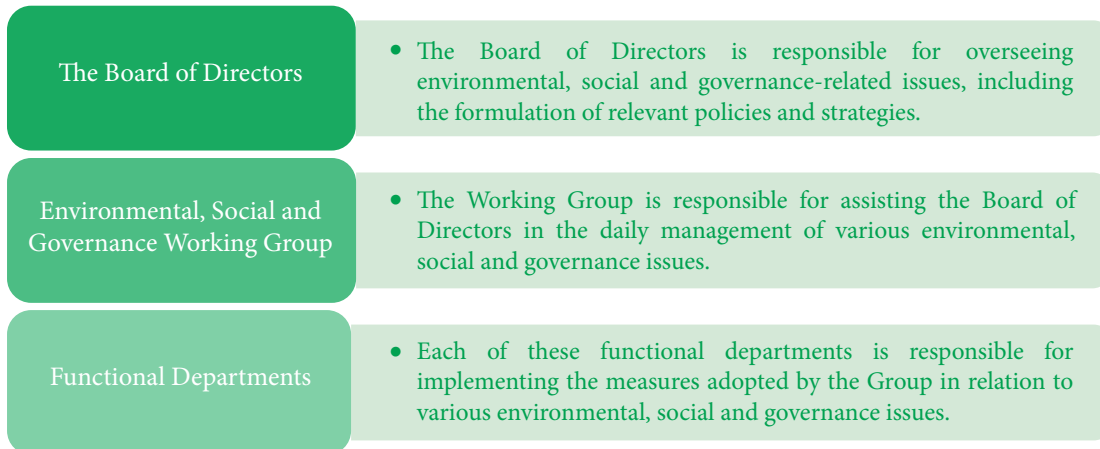 The Board of Directors
• The Board of Directors is responsible for overseeing
environmental, social and governance-related issues, including
the formulation of relevant policies and strategies.
Environmental, Social and
Governance Working Group
• The Working Group is responsible for assisting the Board of
Directors in the daily management of various environmental,
social and governance issues.
Functional Departments
• Each of these functional departments is responsible for
implementing the measures adopted by the Group in relation to
various environmental, social and governance issues.